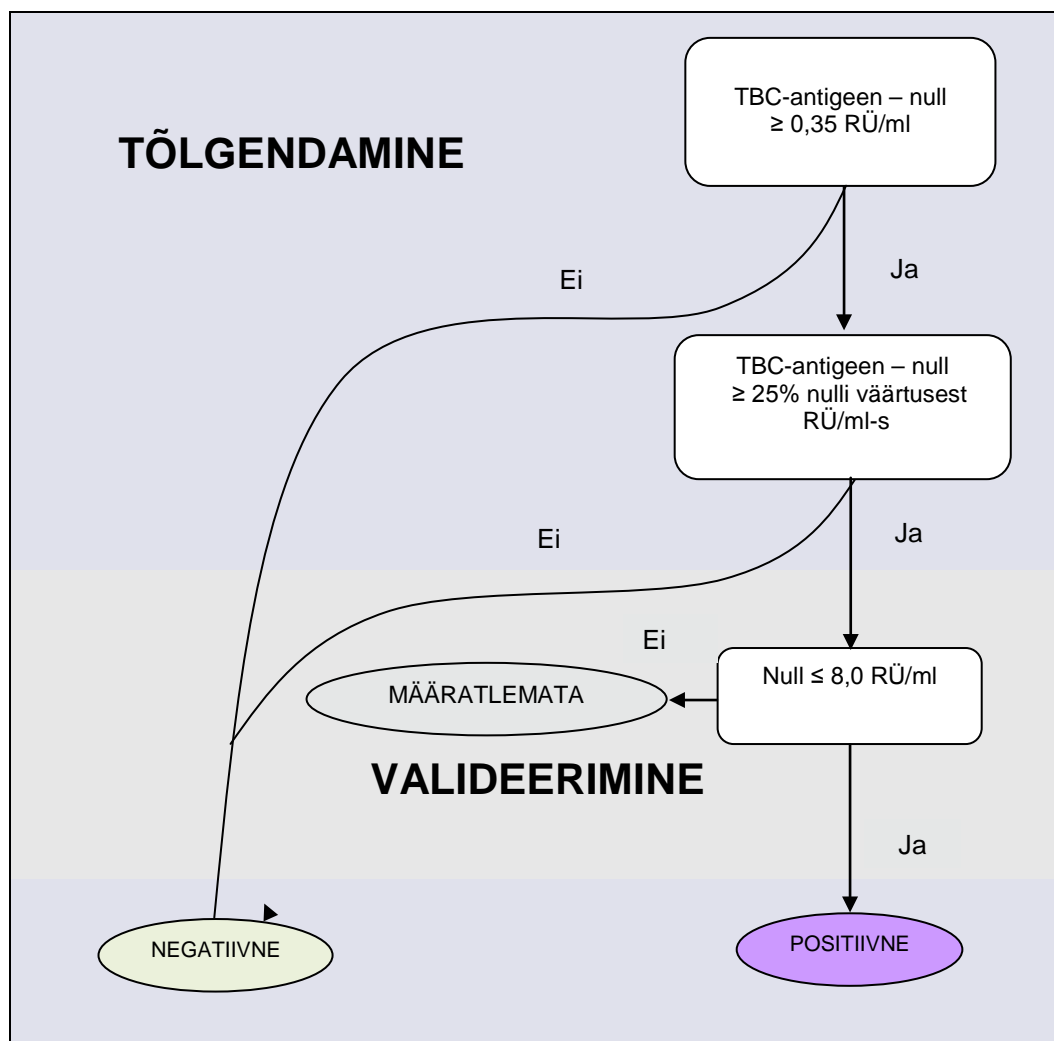 TBC-antigeen – null
≥ 0,35 RÜ/ml
TÕLGENDAMINE
Ei
Ja
TBC-antigeen – null
≥ 25% nulli väärtusest
RÜ/ml-s
Ei
Ja
Ei
Null ≤ 8,0 RÜ/ml
MÄÄRATLEMATA
VALIDEERIMINE
Ja
NEGATIIVNE
POSITIIVNE